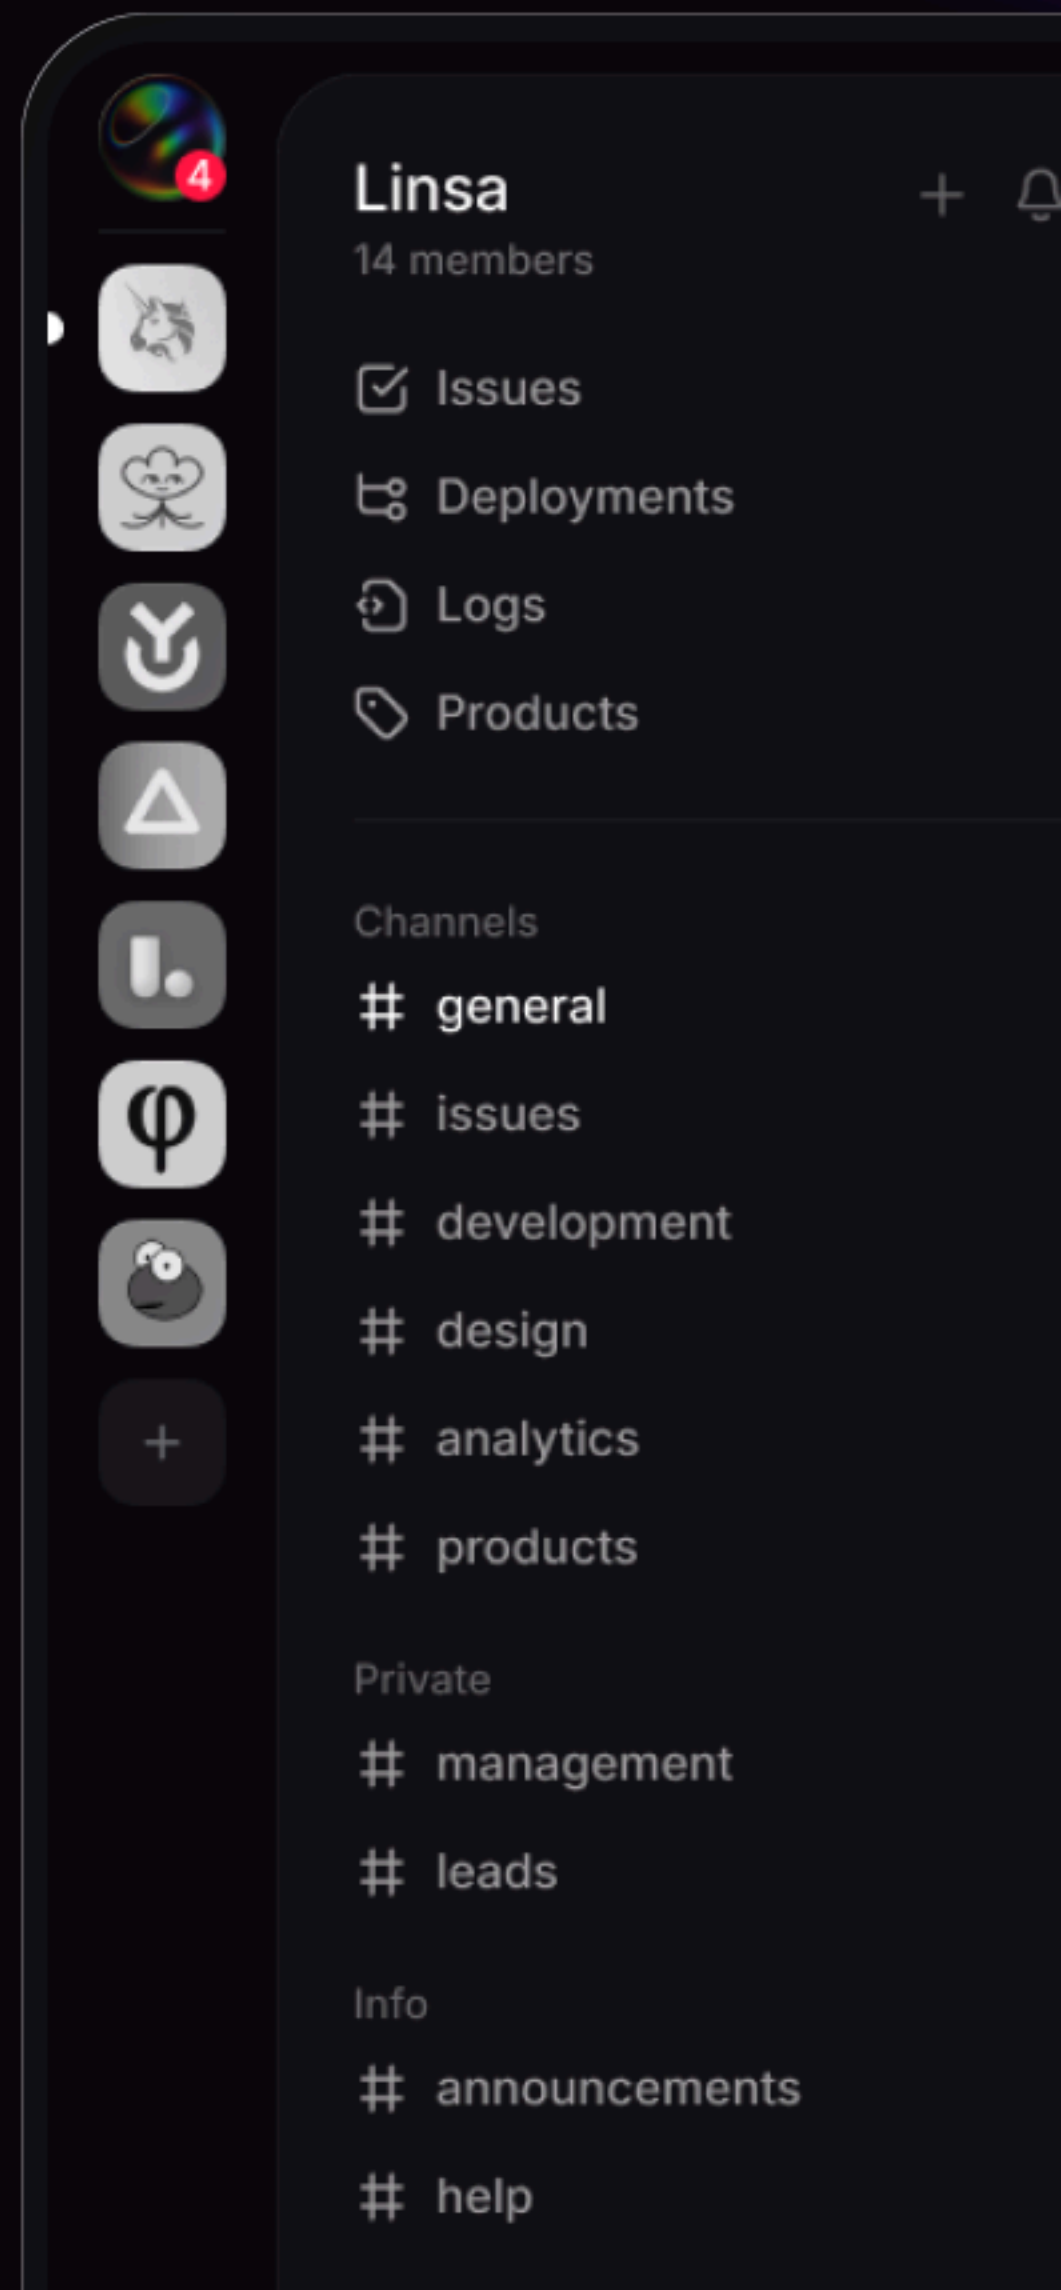 4
Linsa
14 members
Issues
Deployments
Logs
Products
Channels
# general
# issues
# development
# design
# analytics
# products
Private
# management
# leads
Info
# announcements
# help
φ